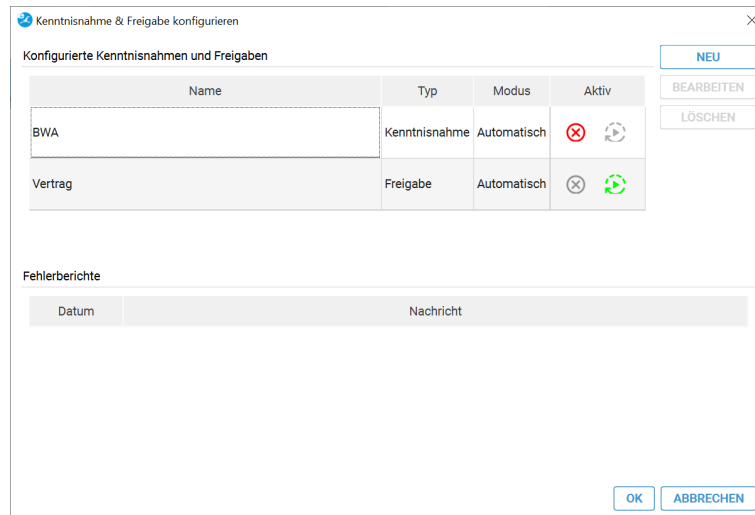 Kenntnisnahme & Freigabe konfigurieren
Konfigurierte Kenntnisnahmen und Freigaben
NEU
Name Typ Modus Aktiv
BEARBEITEN
LÖSCHEN
BWA Kenntnisnahme Automatisch
Vertrag Freigabe Automatisch
Fehlerberichte
Datum Nachricht
OK ABBRECHEN